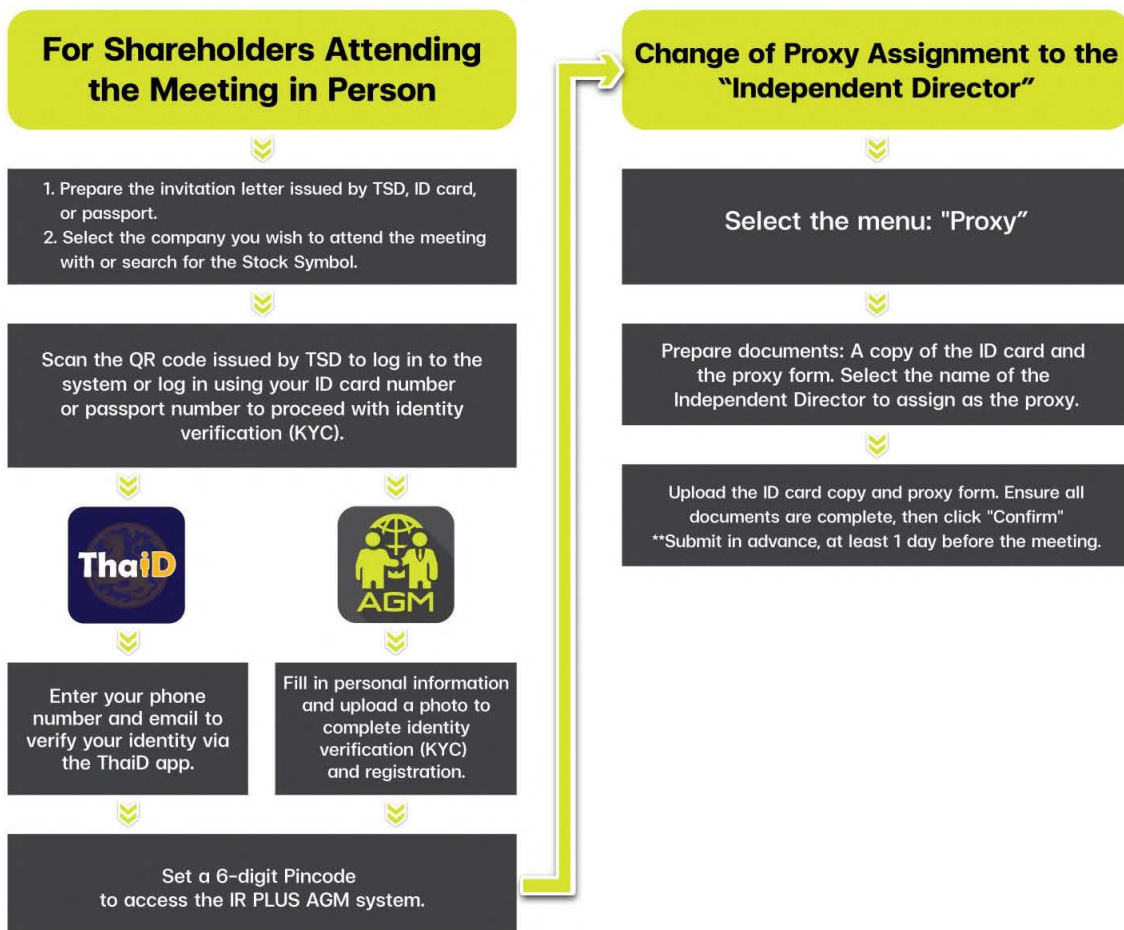 For Shareholders Attending
the Meeting in Person
1. Prepare the invitation letter issued by TSD, ID card,
or passport.
2. Select the company you wish to attend the meeting
with or search for the Stock Symbol.
Scan the QR code issued by TSD to log in to the
system or log in using your ID card number
or passport number to proceed with identity
verification (KYC).
ThaiD
AGM
Enter your phone
number and email to
verify your identity via
the ThaiD app.
Fill in personal information
and upload a photo to
complete identity
verification (KYC)
and registration.
Set a 6-digit Pincode
to access the IR PLUS AGM system.
Change of Proxy Assignment to the
“Independent Director”
Select the menu: "Proxy”
Prepare documents: A copy of the ID card and
the proxy form. Select the name of the
Independent Director to assign as the proxy.
Upload the ID card copy and proxy form. Ensure all
documents are complete, then click "Confirm"
**Submit in advance, at least 1 day before the meeting.